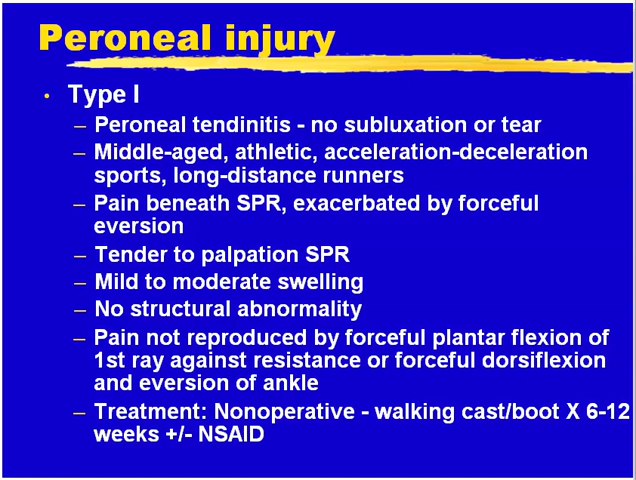 Peroneal injury
• Type I
– Peroneal tendinitis - no subluxation or tear
– Middle-aged, athletic, acceleration-deceleration
sports, long-distance runners
– Pain beneath SPR, exacerbated by forceful
eversion
– Tender to palpation SPR
– Mild to moderate swelling
– No structural abnormality
– Pain not reproduced by forceful plantar flexion of
1st ray against resistance or forceful dorsiflexion
and eversion of ankle
– Treatment: Nonoperative - walking cast/boot X 6-12
weeks +/- NSAID